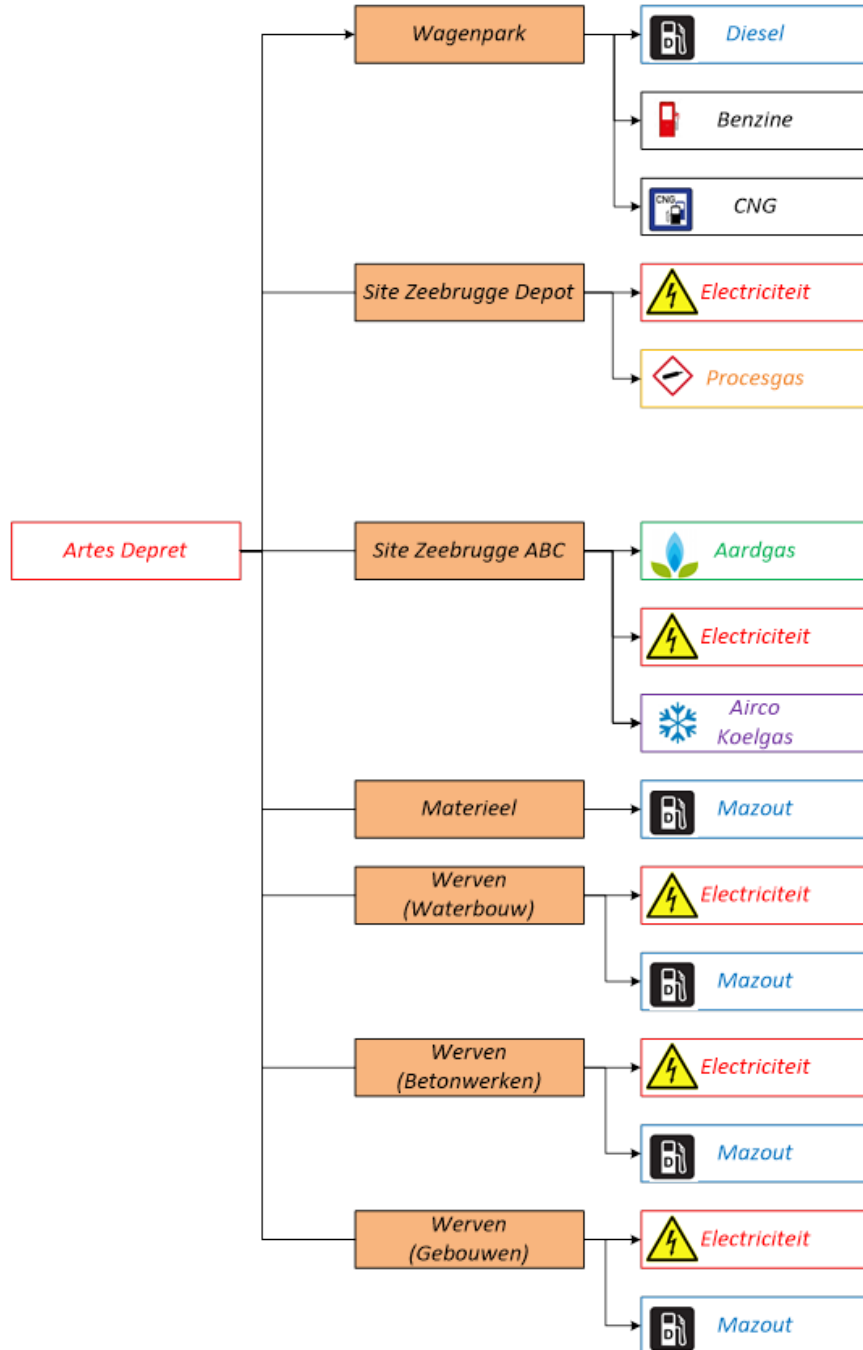 Wagenpark
Diesel
Benzine
CNG
CNG
Site Zeebrugge Depot
Electriciteit
Procesgas
Artes Depret
Site Zeebrugge ABC
Aardgas
Electriciteit
Airco
Koelgas
Materieel
Mazout
Werven
(Waterbouw)
Electriciteit
Mazout
Werven
(Betonwerken)
Electriciteit
Mazout
Werven
(Gebouwen)
Electriciteit
Mazout